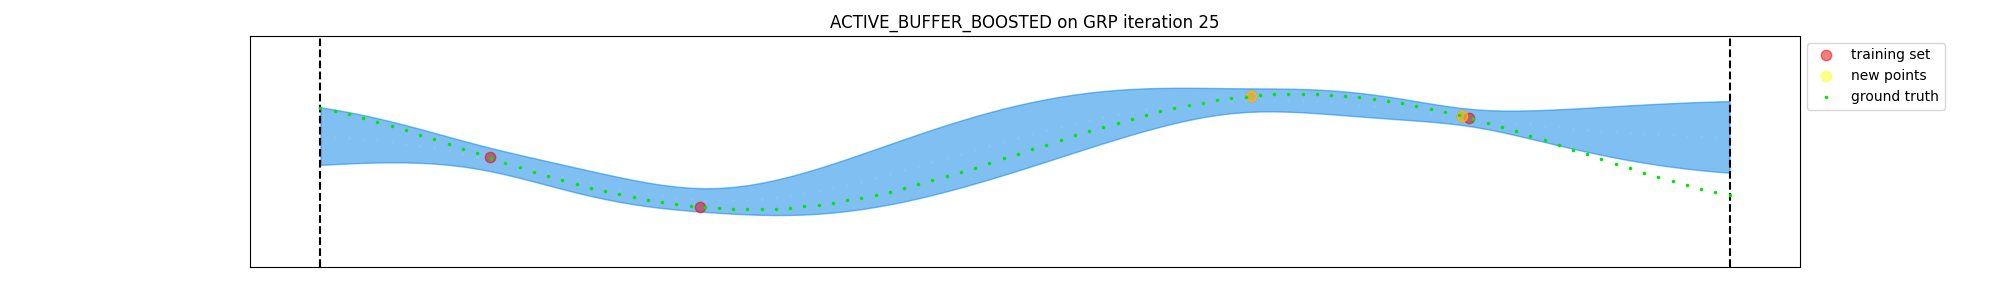 ACTIVE_BUFFER_BOOSTED on GRP iteration 25
training set
new points
ground truth